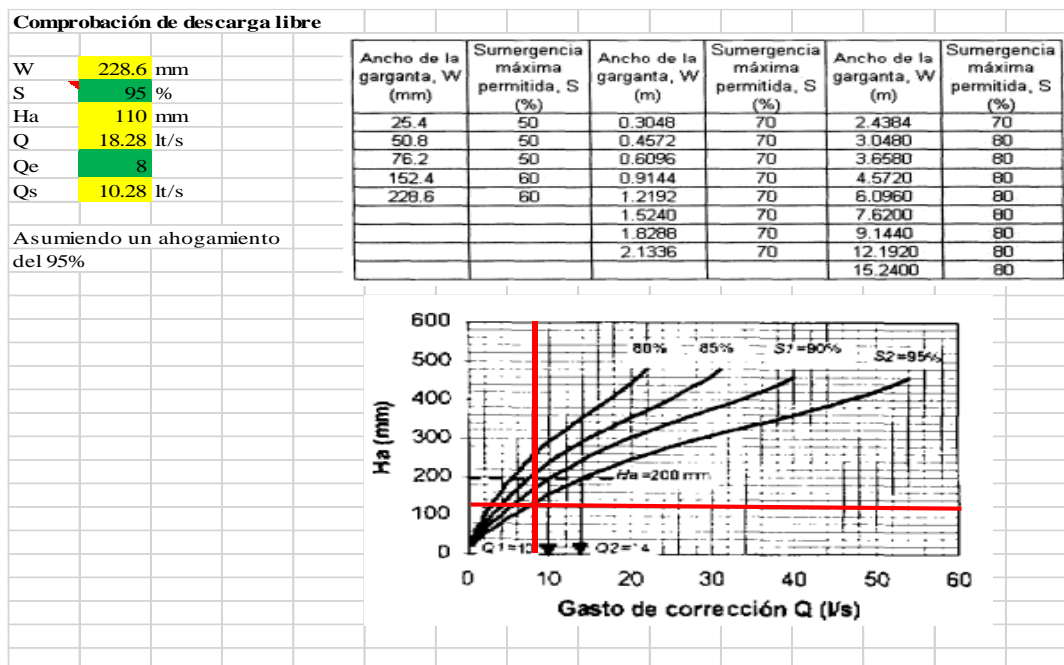 Comprobación de descarga libre
W 228.6 mm
S 95 %
Ha 110 mm
Q 18.28 lt/s
Qe 8
Qs 10.28 lt/s
Asumiendo un ahogamiento
del 95%
Ancho de la garganta, W (mm) Sumergencia máxima permitida, S (%) Ancho de la garganta, W (m) Sumergencia máxima permitida, S (%) Ancho de la garganta, W (m) Sumergencia máxima permitida, S (%)
25.4 50 0.3048 70 2.4384 70
50.8 50 0.4572 70 3.0480 80
76.2 50 0.6096 70 3.6580 80
152.4 60 0.9144 70 4.5720 80
228.6 60 1.2192 70 6.0960 80
1.5240 70 7.6200 80
1.8288 70 9.1440 80
2.1336 70 12.1920 80
15.2400 80
600
500
400
300
200
100
0
Ha (mm)
80% 85% S1=90% S2=95%
Ha=200 mm
Q2=14
0 10 20 30 40 50 60
Gasto de corrección Q (l/s)